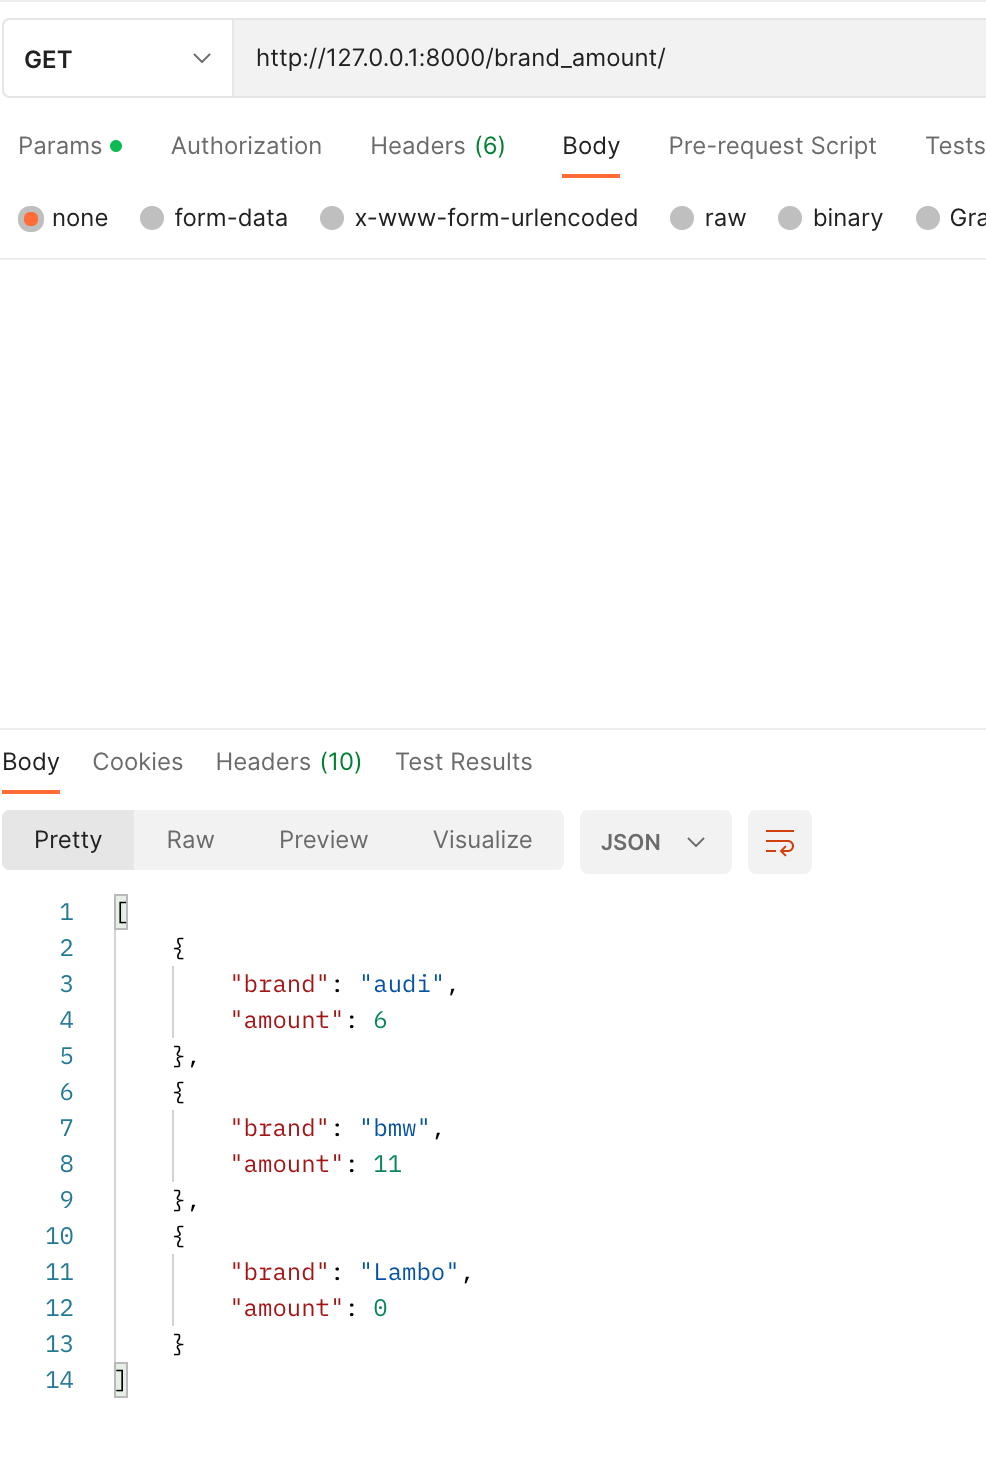 GET http://127.0.0.1:8000/brand_amount/
Params Authorization Headers (6) Body Pre-request Script Tests
none form-data x-www-form-urlencoded raw binary Gra
Body Cookies Headers (10) Test Results
Pretty Raw Preview Visualize JSON
1 [
2 {
3 "brand": "audi",
4 "amount": 6
5 },
6 {
7 "brand": "bmw",
8 "amount": 11
9 },
10 {
11 "brand": "Lambo",
12 "amount": 0
13 }
14 ]